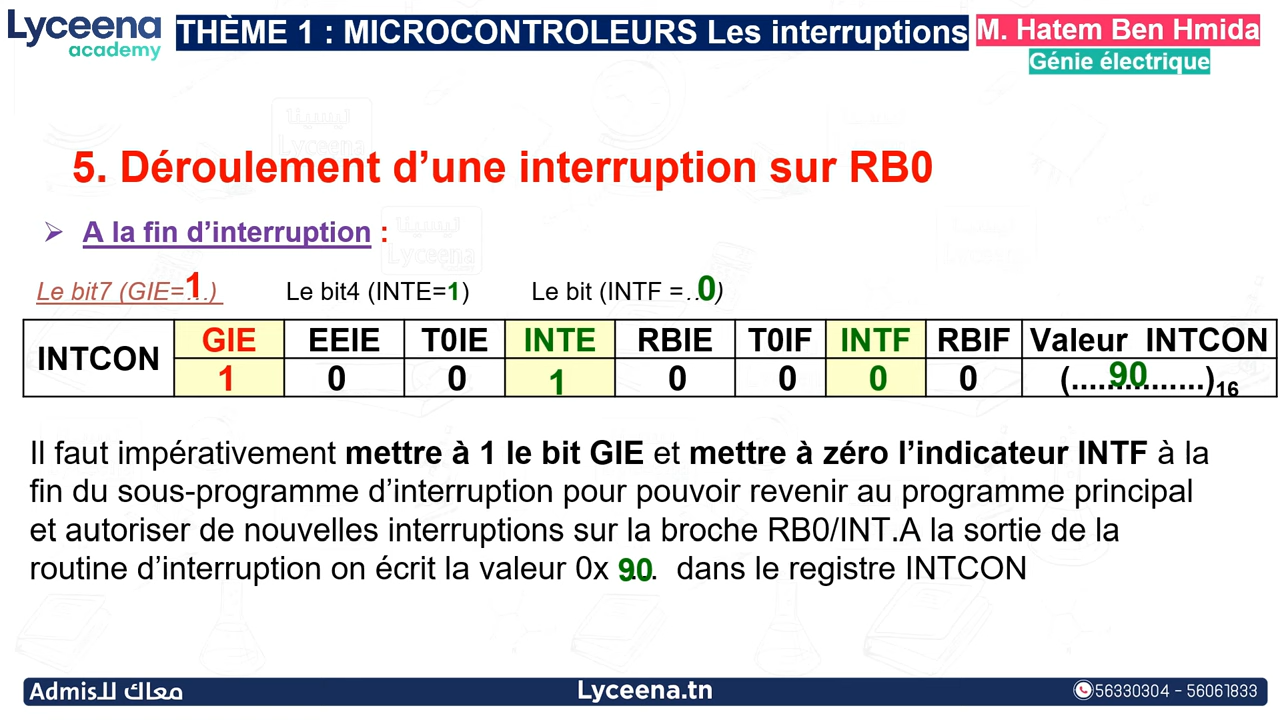 Lyceena
academy
THÈME 1 : MICROCONTROLEURS Les interruptions
M. Hatem Ben Hmida
Génie électrique
5. Déroulement d’une interruption sur RB0
➢ A la fin d’interruption :
Le bit7 (GIE=1) Le bit4 (INTE=1) Le bit (INTF =..0)
INTCON GIE EEIE T0IE INTE RBIE T0IF INTF RBIF Valeur INTCON
1 0 0 1 0 0 0 0 (......90.......)16
Il faut impérativement mettre à 1 le bit GIE et mettre à zéro l’indicateur INTF à la
fin du sous-programme d’interruption pour pouvoir revenir au programme principal
et autoriser de nouvelles interruptions sur la broche RB0/INT.A la sortie de la
routine d’interruption on écrit la valeur 0x 90 dans le registre INTCON
معاك للـAdmis
Lyceena.tn
56330304 - 56061833